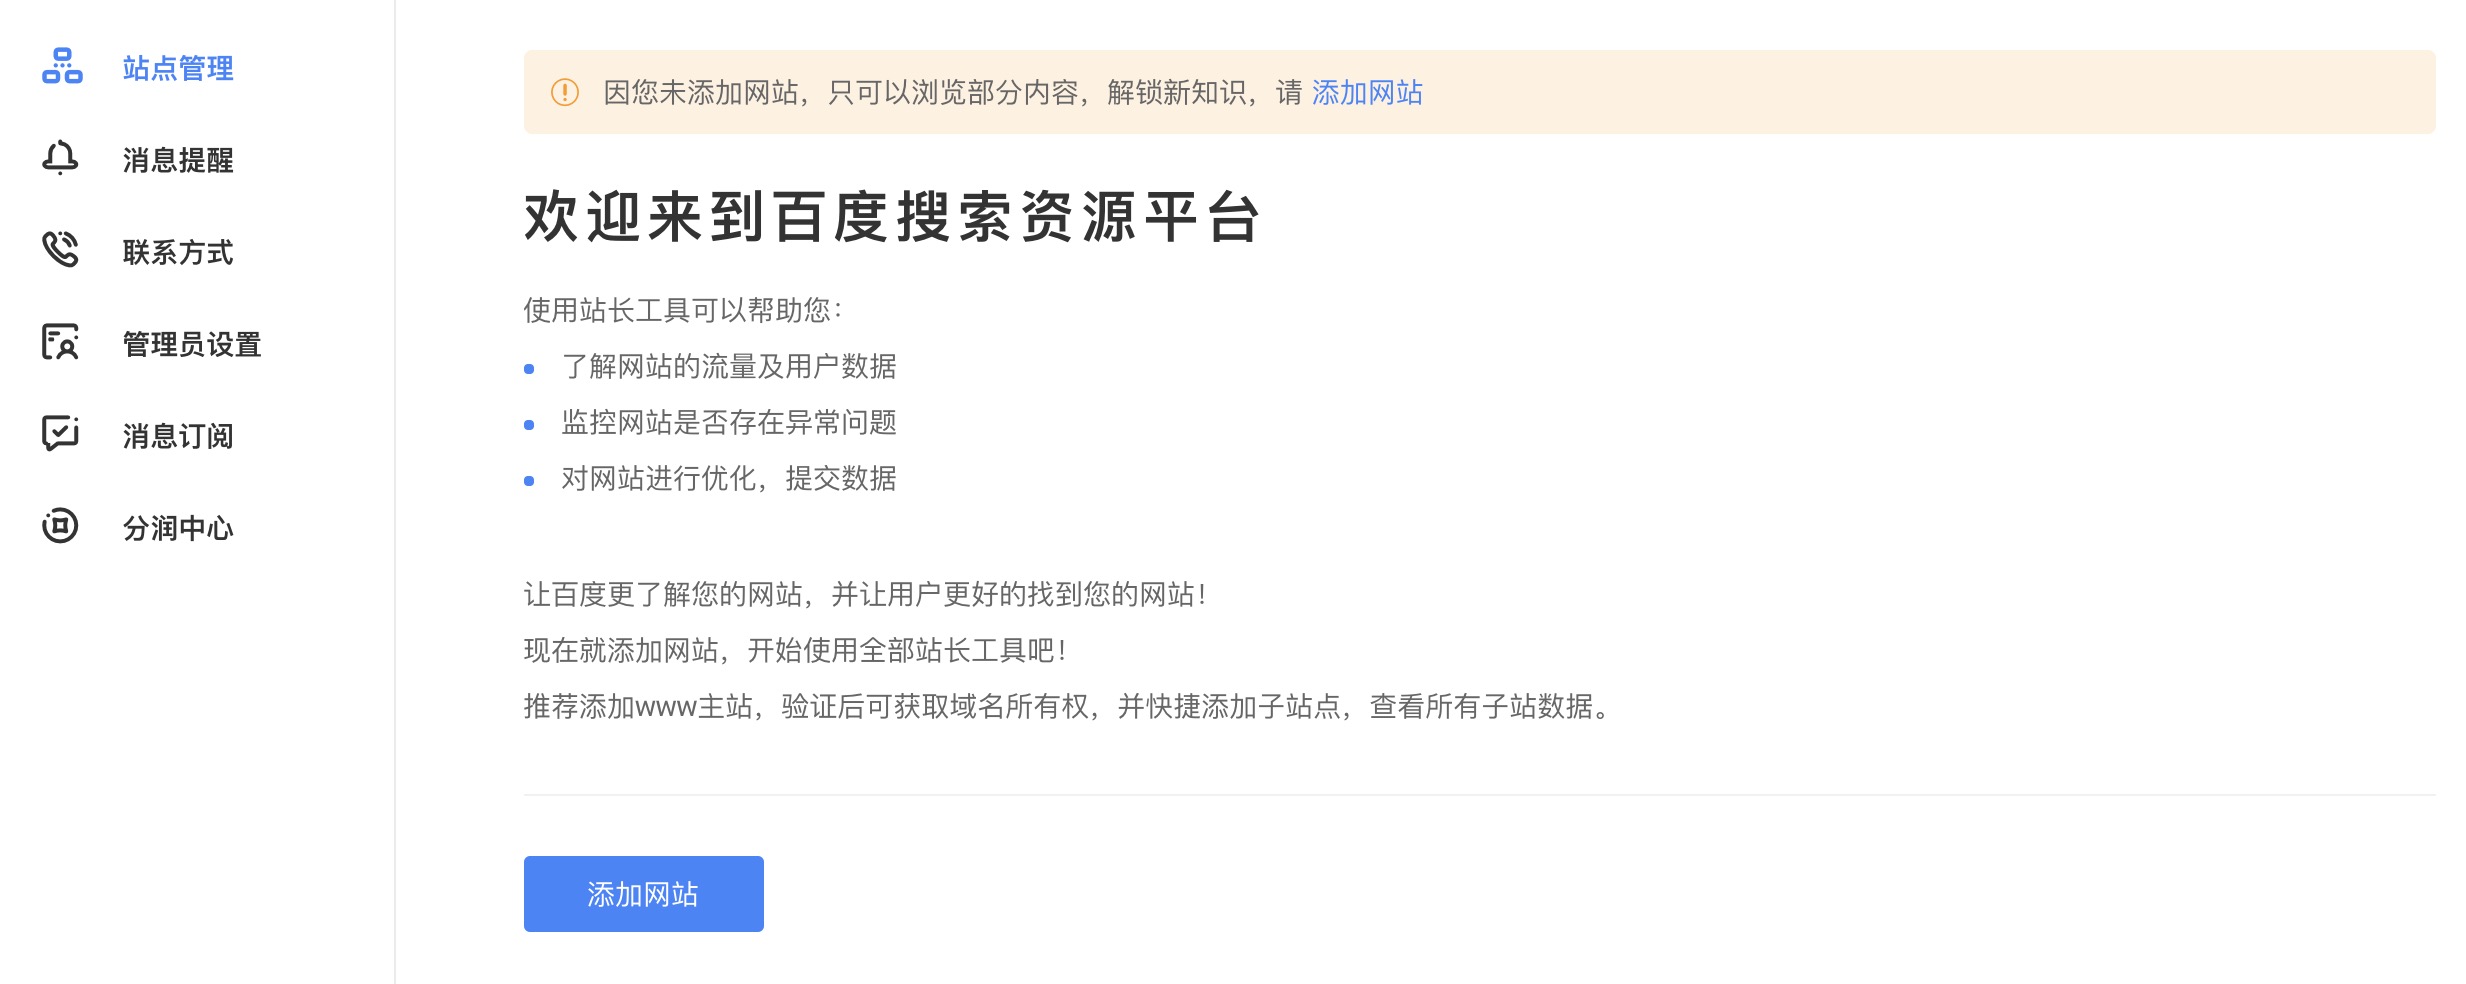 站点管理
消息提醒
联系方式
管理员设置
消息订阅
分润中心
因您未添加网站，只可以浏览部分内容，解锁新知识，请 添加网站
欢迎来到百度搜索资源平台
使用站长工具可以帮助您：
了解网站的流量及用户数据
监控网站是否存在异常问题
对网站进行优化，提交数据
让百度更了解您的网站，并让用户更好的找到您的网站！
现在就添加网站，开始使用全部站长工具吧！
推荐添加www主站，验证后可获取域名所有权，并快捷添加子站点，查看所有子站数据。
添加网站